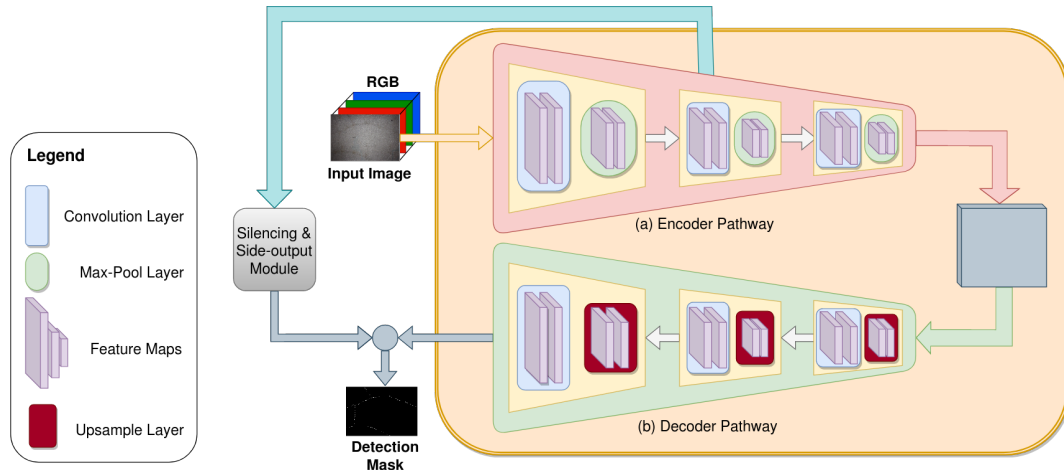 RGB
Input Image
Legend
Convolution Layer
Max-Pool Layer
Feature Maps
Upsample Layer
Silencing &
Side-output
Module
(a) Encoder Pathway
(b) Decoder Pathway
Detection
Mask